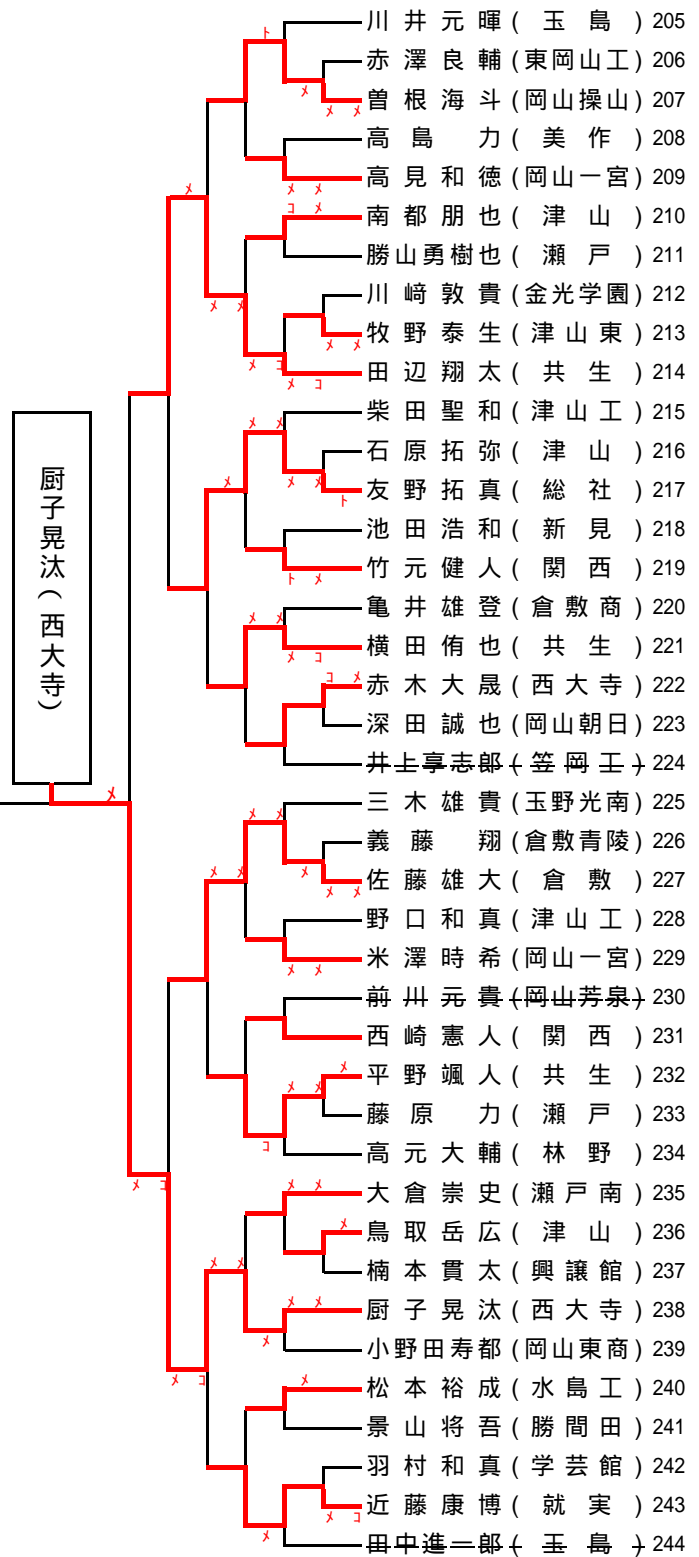 川井元暉(玉島) 205
赤澤良輔(東岡山工) 206
曽根海斗(岡山操山) 207
高島力(美作) 208
高見和徳(岡山一宮) 209
南都朋也(津山) 210
勝山勇樹也(瀬戸) 211
川﨑敦貴(金光学園) 212
牧野泰生(津山東) 213
田辺翔太(共生) 214
柴田聖和(津山工) 215
石原拓弥(津山) 216
友野拓真(総社) 217
池田浩和(新見) 218
竹元健人(関西) 219
亀井雄登(倉敷商) 220
横田侑也(共生) 221
赤木大晟(西大寺) 222
深田誠也(岡山朝日) 223
井上享志郎(笠岡工) 224
三木雄貴(玉野光南) 225
義藤翔(倉敷青陵) 226
佐藤雄大(倉敷) 227
野口和真(津山工) 228
米澤時希(岡山一宮) 229
前川元貴(岡山芳泉) 230
西崎憲人(関西) 231
平野颯人(共生) 232
藤原力(瀬戸) 233
高元大輔(林野) 234
大倉崇史(瀬戸南) 235
鳥取岳広(津山) 236
楠本貫太(興譲館) 237
厨子晃汰(西大寺) 238
小野田寿都(岡山東商) 239
松本裕成(水島工) 240
景山将吾(勝間田) 241
羽村和真(学芸館) 242
近藤康博(就実) 243
田中進一郎(玉島) 244
厨子晃汰(西大寺)